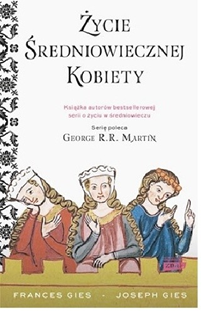 Życie
Średniowiecznej
Kobiety
Książka autorów bestsellerowej
serii o życiu w średniowieczu
Serię poleca
George R.R. Martin
FRANCES GIES - JOSEPH GIES